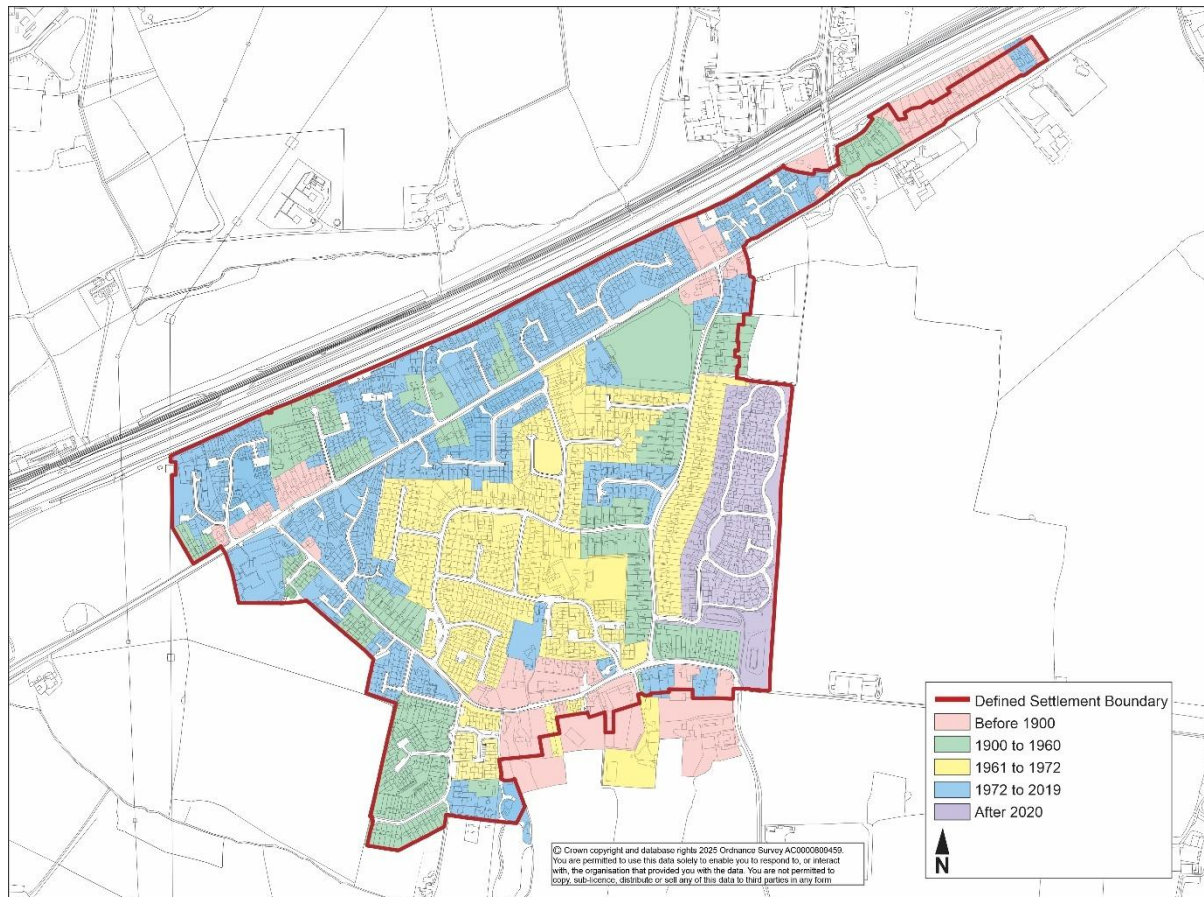 Defined Settlement Boundary
Before 1900
1900 to 1960
1961 to 1972
1972 to 2019
After 2020
N
© Crown copyright and database rights 2025 Ordnance Survey AC0000809459.
You are permitted to use this data solely to enable you to respond to, or interact
with, the organisation that provided you with the data. You are not permitted to
copy, sub-licence, distribute or sell any of this data to third parties in any form